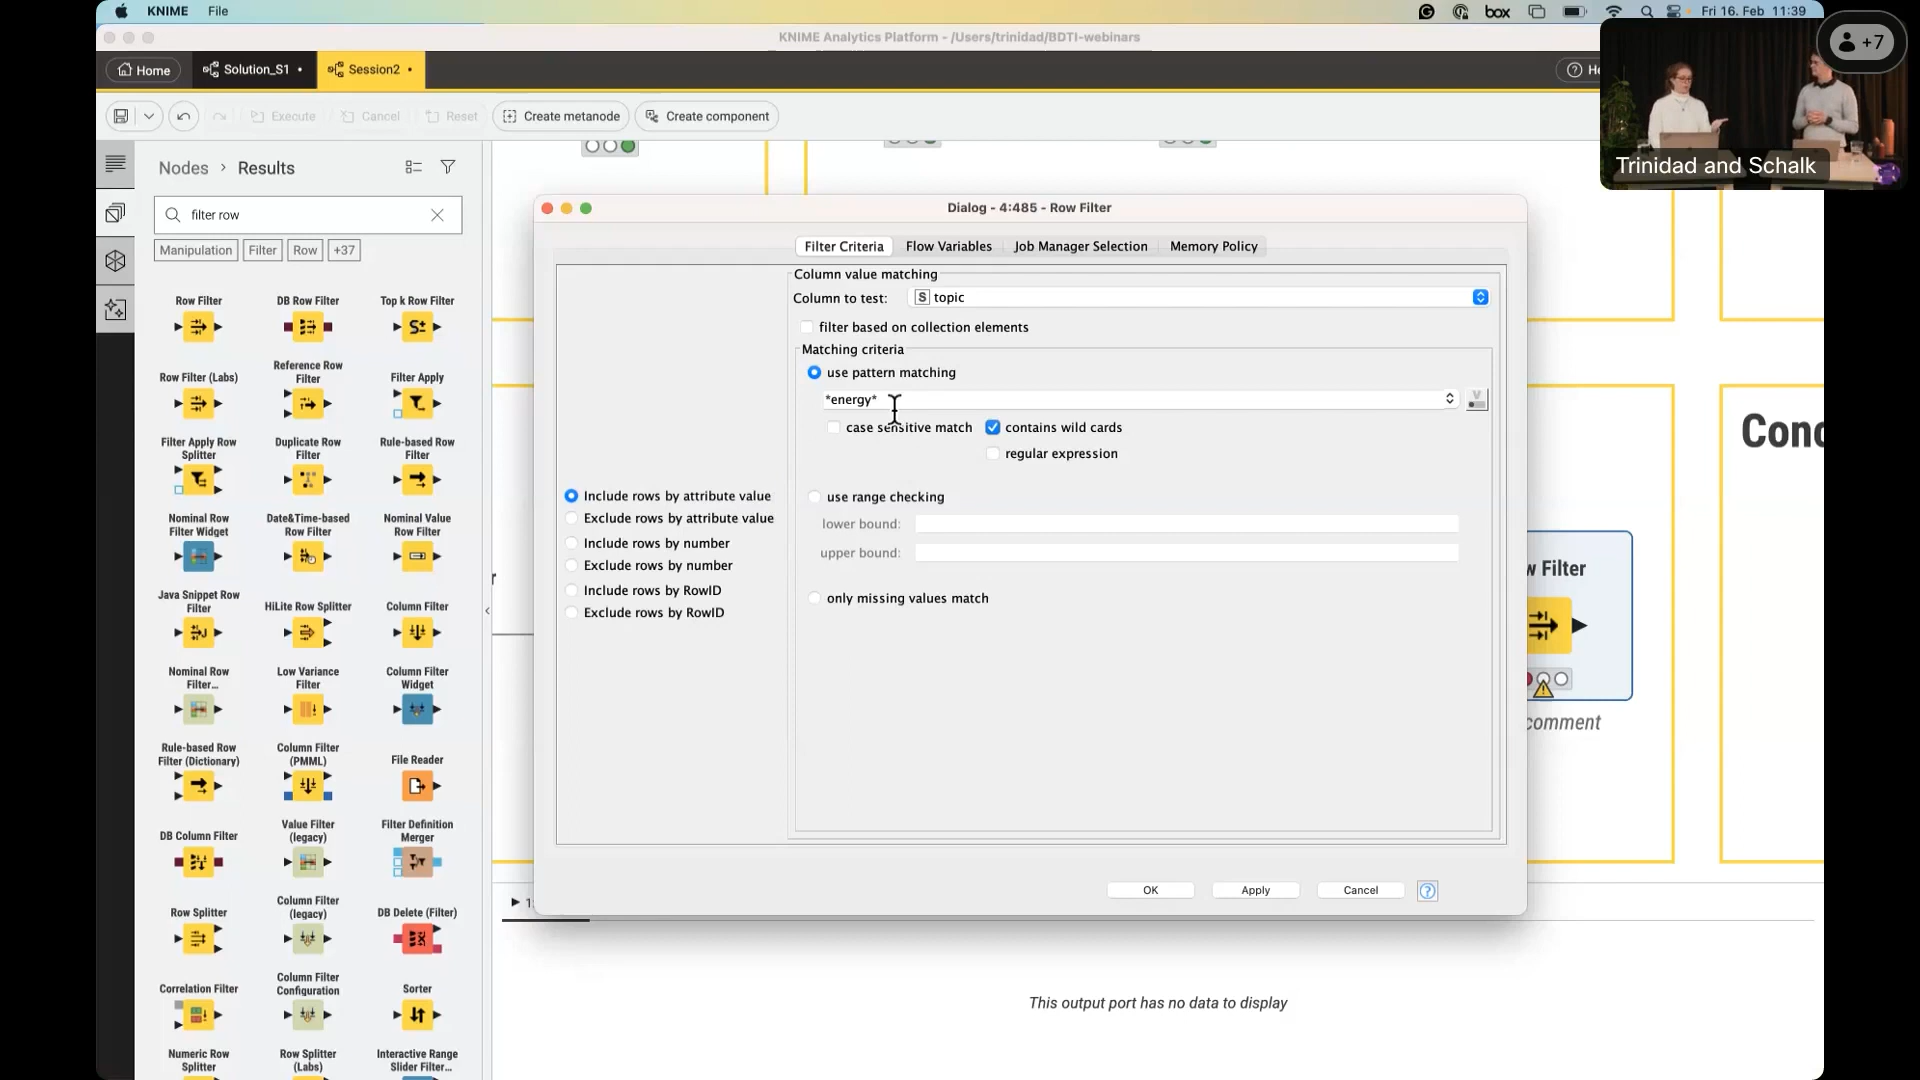 KNIME File
box Fri 16. Feb 11:39
KNIME Analytics Platform - /Users/trinidad/BDTI-webinars
Home Solution_S1 Session2
+7
Execute Cancel Reset Create metanode Create component
Trinidad and Schalk
Nodes > Results
filter row
Manipulation Filter Row +37
Row Filter
DB Row Filter
Top k Row Filter
Row Filter (Labs)
Reference Row
Filter
Filter Apply
Filter Apply Row
Splitter
Duplicate Row
Filter
Rule-based Row
Filter
Nominal Row
Filter Widget
Date&Time-based
Row Filter
Nominal Value
Row Filter
Java Snippet Row
Filter
HiLite Row Splitter
Column Filter
Nominal Row
Filter...
Low Variance
Filter
Column Filter
Widget
Rule-based Row
Filter (Dictionary)
Column Filter
(PMML)
File Reader
DB Column Filter
Value Filter
(legacy)
Filter Definition
Merger
Row Splitter
Column Filter
(legacy)
DB Delete (Filter)
Correlation Filter
Column Filter
Configuration
Sorter
Numeric Row
Splitter
Row Splitter
(Labs)
Interactive Range
Slider Filter...
Dialog - 4:485 - Row Filter
Filter Criteria Flow Variables Job Manager Selection Memory Policy
Include rows by attribute value
Exclude rows by attribute value
Include rows by number
Exclude rows by number
Include rows by RowID
Exclude rows by RowID
Column value matching
Column to test: S topic
filter based on collection elements
Matching criteria
use pattern matching
*energy*
case sensitive match contains wild cards
regular expression
use range checking
lower bound:
upper bound:
only missing values match
OK Apply Cancel ?
Filter
comment
This output port has no data to display